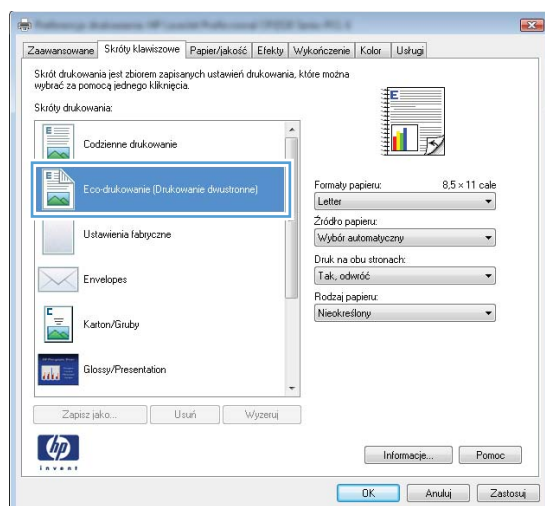 Zaawansowane Skróty klawiszowe Papier/jakość Efekty Wykończenie Kolor Usługi
Skrót drukowania jest zbiorem zapisanych ustawień drukowania, które można
wybrać za pomocą jednego kliknięcia.
Skróty drukowania:
Codzienne drukowanie
Eco-drukowanie (Drukowanie dwustronne)
Ustawienia fabryczne
Envelopes
Karton/Gruby
Glossy/Presentation
Zapisz jako... Usuń Wyzeruj
Formaty papieru: 8,5 × 11 cale
Letter
Źródło papieru:
Wybór automatyczny
Druk na obu stronach:
Tak, odwróć
Rodzaj papieru:
Nieokreślony
hp
invent
Informacje... Pomoc
OK Anuluj Zastosuj